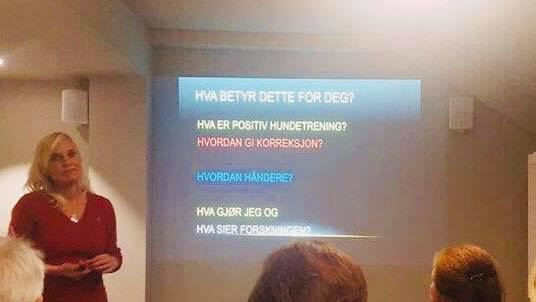 HVA BETYR DETTE FOR DEG?
HVA ER POSITIV HUNDETRENING?
HVORDAN GI KORREKSJON?
HVORDAN HÅNDERE?
HVA GJØR JEG OG
HVA SIER FORSKNINGEN?